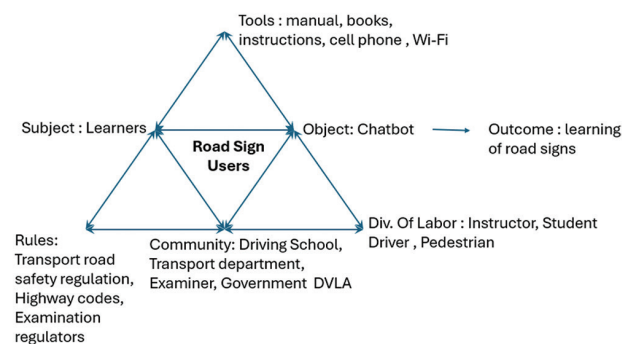 Tools : manual, books,
instructions, cell phone , Wi-Fi
Subject : Learners
Object: Chatbot
Outcome : learning
of road signs
Road Sign
Users
Rules:
Transport road
safety regulation,
Highway codes,
Examination
regulators
Community: Driving School,
Transport department,
Examiner, Government DVLA
Div. Of Labor : Instructor, Student
Driver , Pedestrian